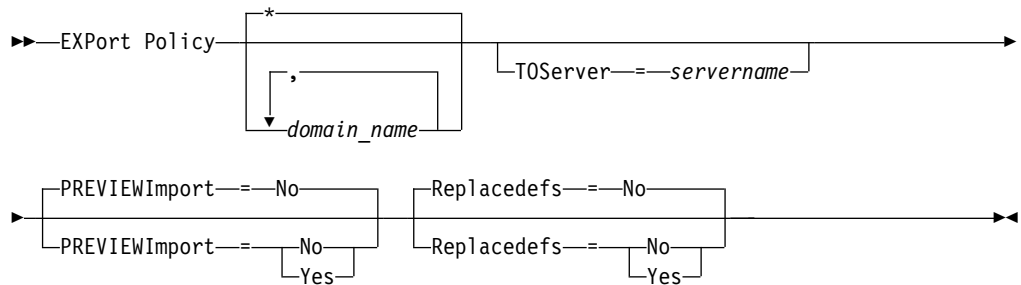 *
EXPort Policy
TOServer = servername
,
domain_name
PREVIEWImport = No
Replacedefs = No
PREVIEWImport = No
Yes
Replacedefs = No
Yes